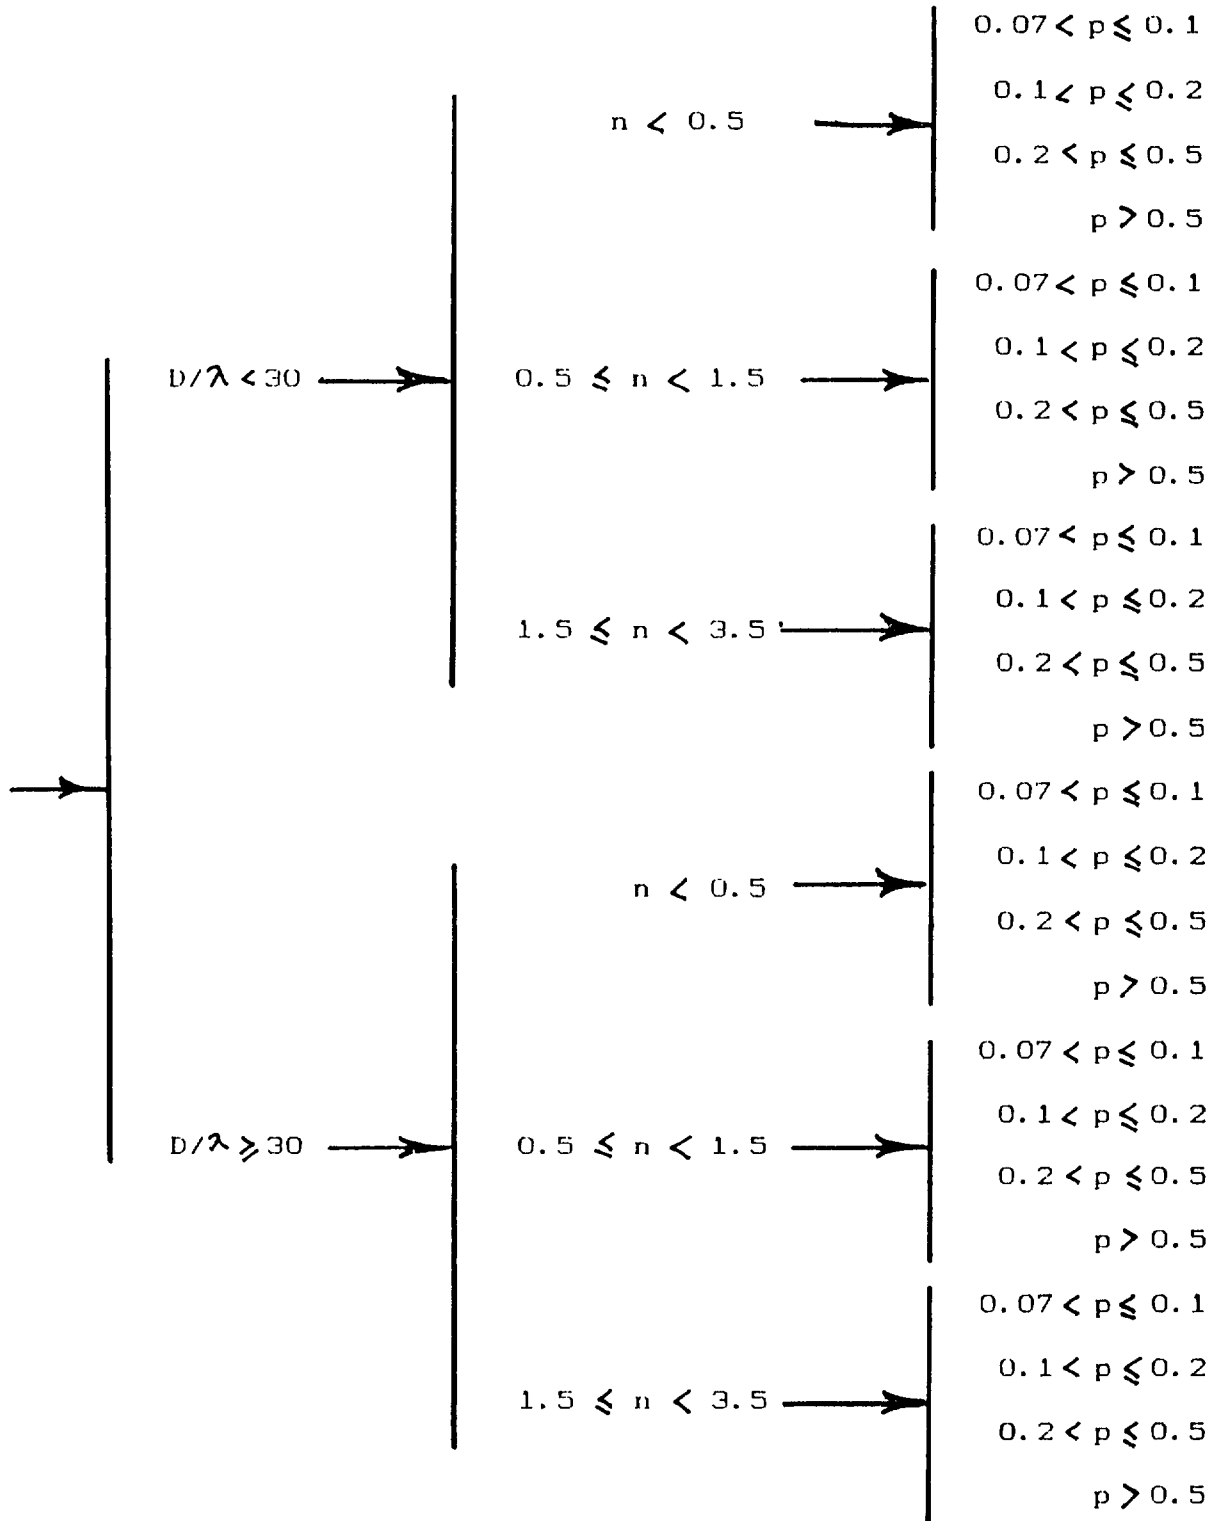 0.07 < p ≤ 0.1
0.1 < p ≤ 0.2
n < 0.5
0.2 < p ≤ 0.5
p > 0.5
0.07 < p ≤ 0.1
0.1 < p ≤ 0.2
D/λ < 30
0.5 ≤ n < 1.5
0.2 < p ≤ 0.5
p > 0.5
0.07 < p ≤ 0.1
0.1 < p ≤ 0.2
1.5 ≤ n < 3.5
0.2 < p ≤ 0.5
p > 0.5
0.07 < p ≤ 0.1
0.1 < p ≤ 0.2
n < 0.5
0.2 < p ≤ 0.5
p > 0.5
0.07 < p ≤ 0.1
0.1 < p ≤ 0.2
D/λ ≥ 30
0.5 ≤ n < 1.5
0.2 < p ≤ 0.5
p > 0.5
0.07 < p ≤ 0.1
0.1 < p ≤ 0.2
1.5 ≤ n < 3.5
0.2 < p ≤ 0.5
p > 0.5